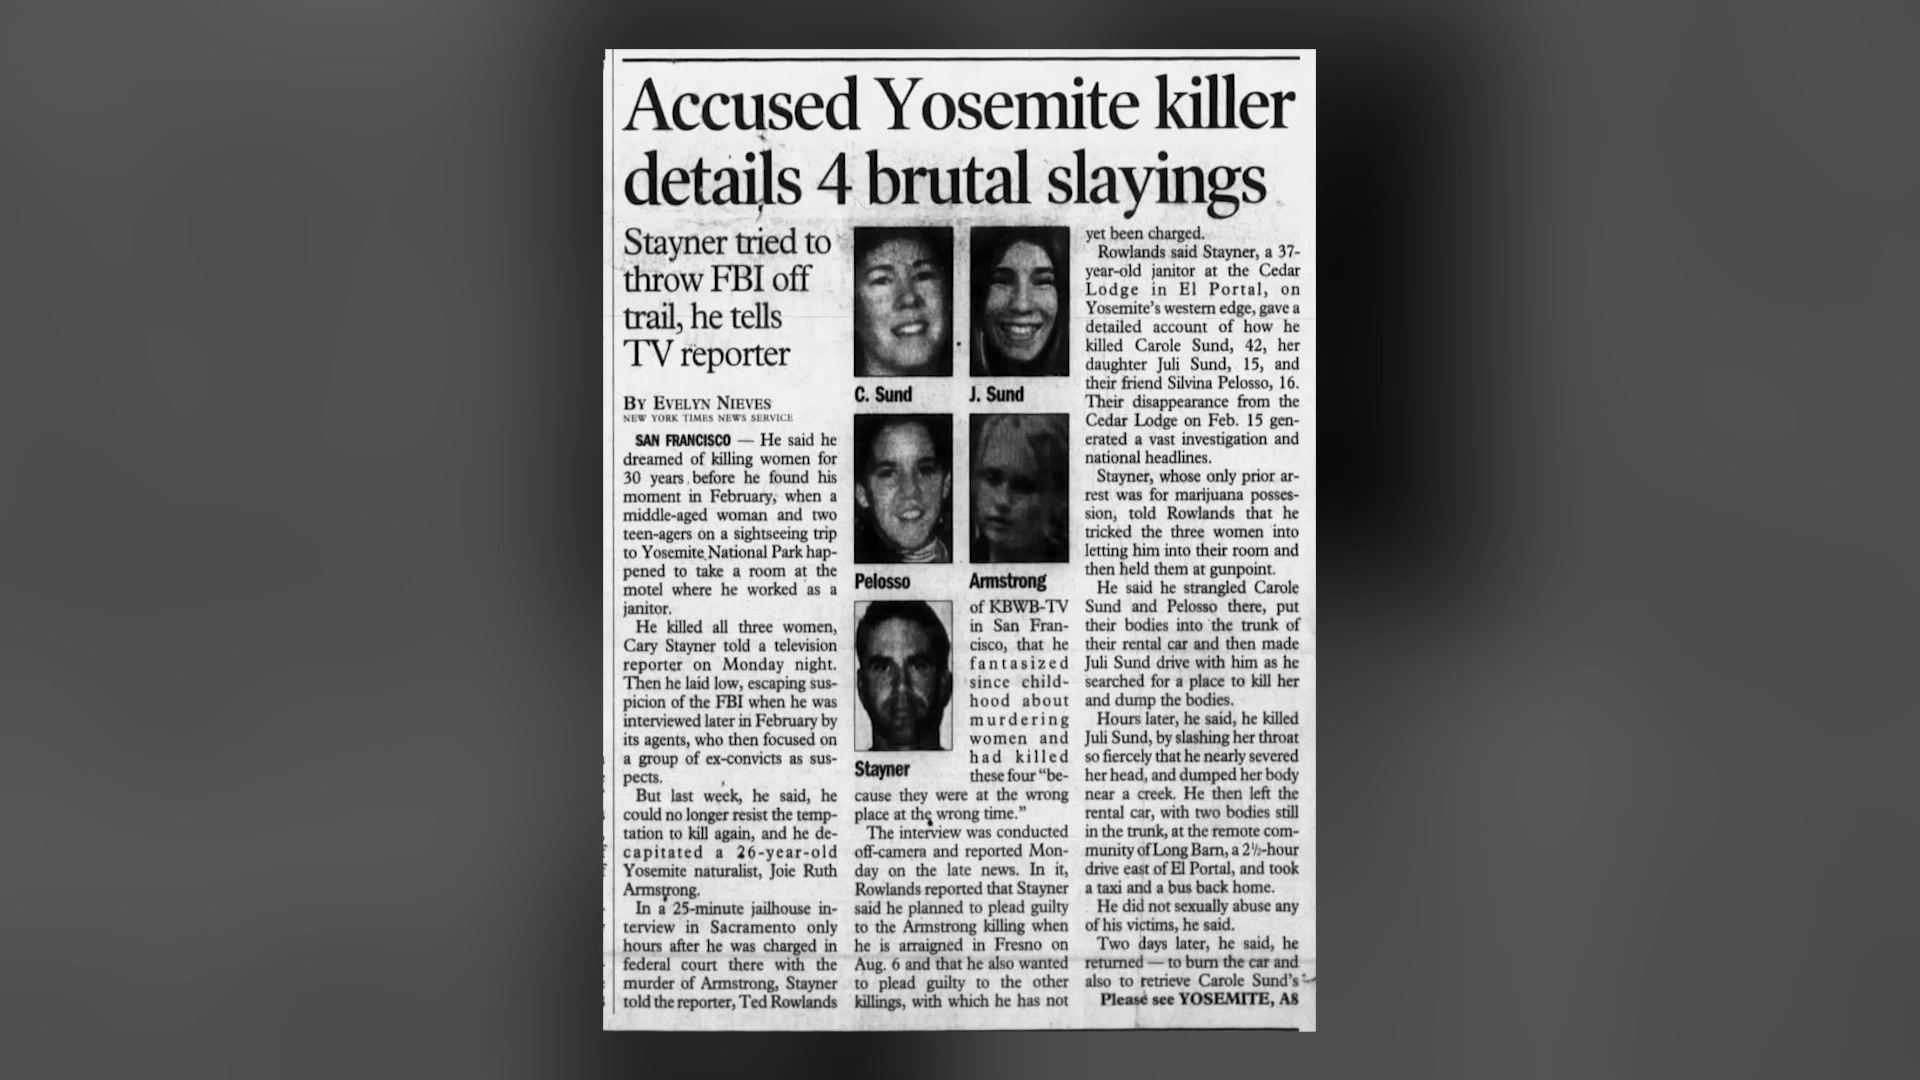 Accused Yosemite killer
details 4 brutal slayings
Stayner tried to
throw FBI off
trail, he tells
TV reporter
BY EVELYN NIEVES
NEW YORK TIMES NEWS SERVICE
SAN FRANCISCO — He said he
dreamed of killing women for
30 years before he found his
moment in February, when a
middle-aged woman and two
teen-agers on a sightseeing trip
to Yosemite National Park hap-
pened to take a room at the
motel where he worked as a
janitor.
He killed all three women,
Cary Stayner told a television
reporter on Monday night.
Then he laid low, escaping sus-
picion of the FBI when he was
interviewed later in February by
its agents, who then focused on
a group of ex-convicts as sus-
pects.
But last week, he said, he
could no longer resist the temp-
tation to kill again, and he de-
capitated a 26-year-old
Yosemite naturalist, Joie Ruth
Armstrong.
In a 25-minute jailhouse in-
terview in Sacramento only
hours after he was charged in
federal court there with the
murder of Armstrong, Stayner
told the reporter, Ted Rowlands
C. Sund
J. Sund
Pelosso
Armstrong
Stayner
of KBWB-TV
in San Fran-
cisco, that he
fantasized
since child-
hood about
murdering
women and
had killed
these four “be-
cause they were at the wrong
place at the wrong time.”
The interview was conducted
off-camera and reported Mon-
day on the late news. In it,
Rowlands reported that Stayner
said he planned to plead guilty
to the Armstrong killing when
he is arraigned in Fresno on
Aug. 6 and that he also wanted
to plead guilty to the other
killings, with which he has not
yet been charged.
Rowlands said Stayner, a 37-
year-old janitor at the Cedar
Lodge in El Portal, on
Yosemite’s western edge, gave a
detailed account of how he
killed Carole Sund, 42, her
daughter Juli Sund, 15, and
their friend Silvina Pelosso, 16.
Their disappearance from the
Cedar Lodge on Feb. 15 gen-
erated a vast investigation and
national headlines.
Stayner, whose only prior ar-
rest was for marijuana posses-
sion, told Rowlands that he
tricked the three women into
letting him into their room and
then held them at gunpoint.
He said he strangled Carole
Sund and Pelosso there, put
their bodies into the trunk of
their rental car and then made
Juli Sund drive with him as he
searched for a place to kill her
and dump the bodies.
Hours later, he said, he killed
Juli Sund, by slashing her throat
so fiercely that he nearly severed
her head, and dumped her body
near a creek. He then left the
rental car, with two bodies still
in the trunk, at the remote com-
munity of Long Barn, a 2½-hour
drive east of El Portal, and took
a taxi and a bus back home.
He did not sexually abuse any
of his victims, he said.
Two days later, he said, he
returned — to burn the car and
also to retrieve Carole Sund’s
Please see YOSEMITE, A8